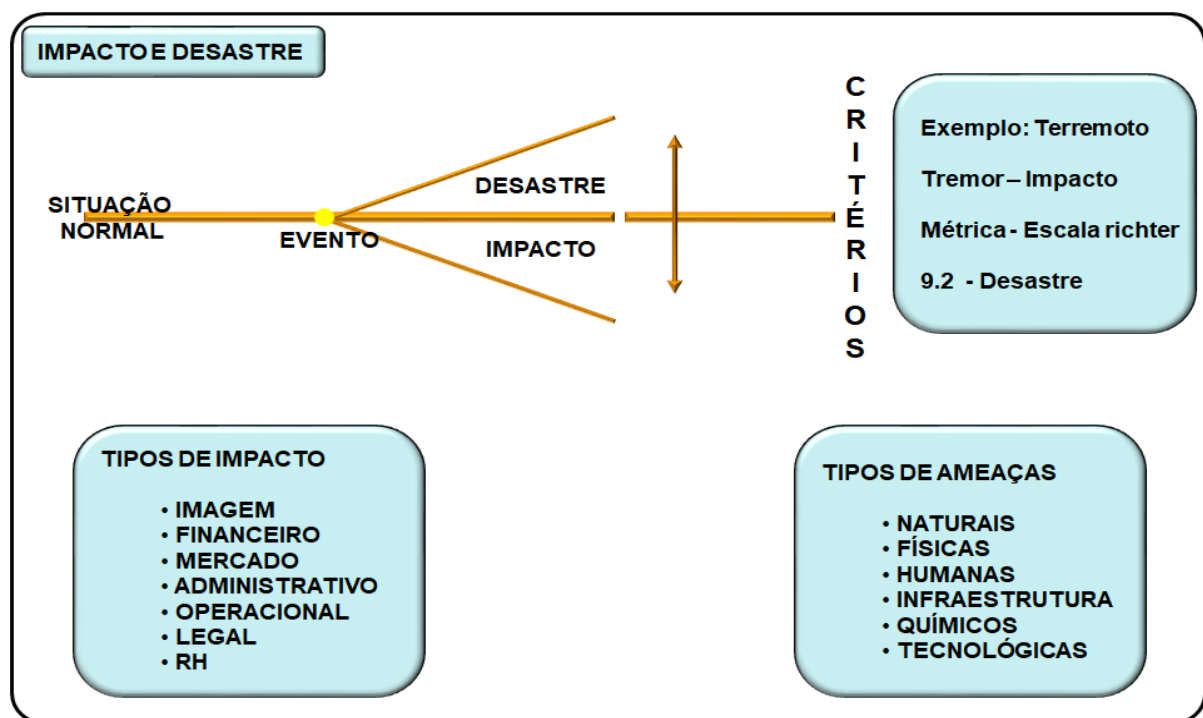 IMPACTO E DESASTRE
SITUAÇÃO
NORMAL
EVENTO
DESASTRE
IMPACTO
CRITÉRIOS
Exemplo: Terremoto
Tremor – Impacto
Métrica - Escala richter
9.2 - Desastre
TIPOS DE IMPACTO
• IMAGEM
• FINANCEIRO
• MERCADO
• ADMINISTRATIVO
• OPERACIONAL
• LEGAL
• RH
TIPOS DE AMEAÇAS
• NATURAIS
• FÍSICAS
• HUMANAS
• INFRAESTRUTURA
• QUÍMICOS
• TECNOLÓGICAS